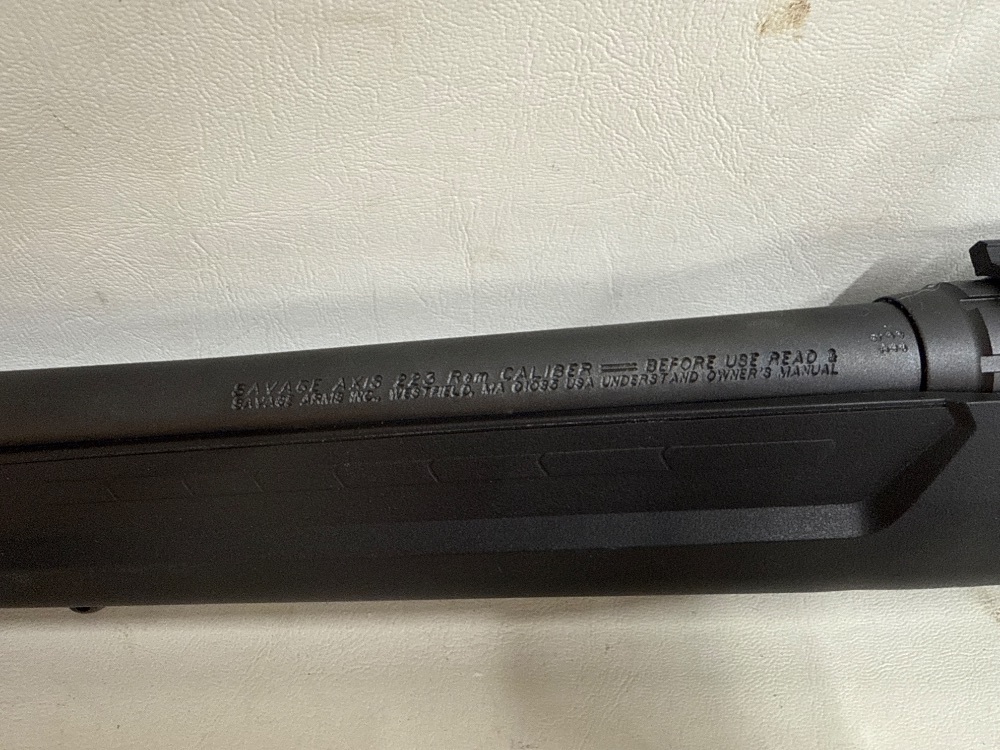 SAVAGE AXIS 223 Rem CALIBER BEFORE USE READ &
SAVAGE ARMS INC., WESTFIELD, MA 01085 USA UNDERSTAND OWNER'S MANUAL